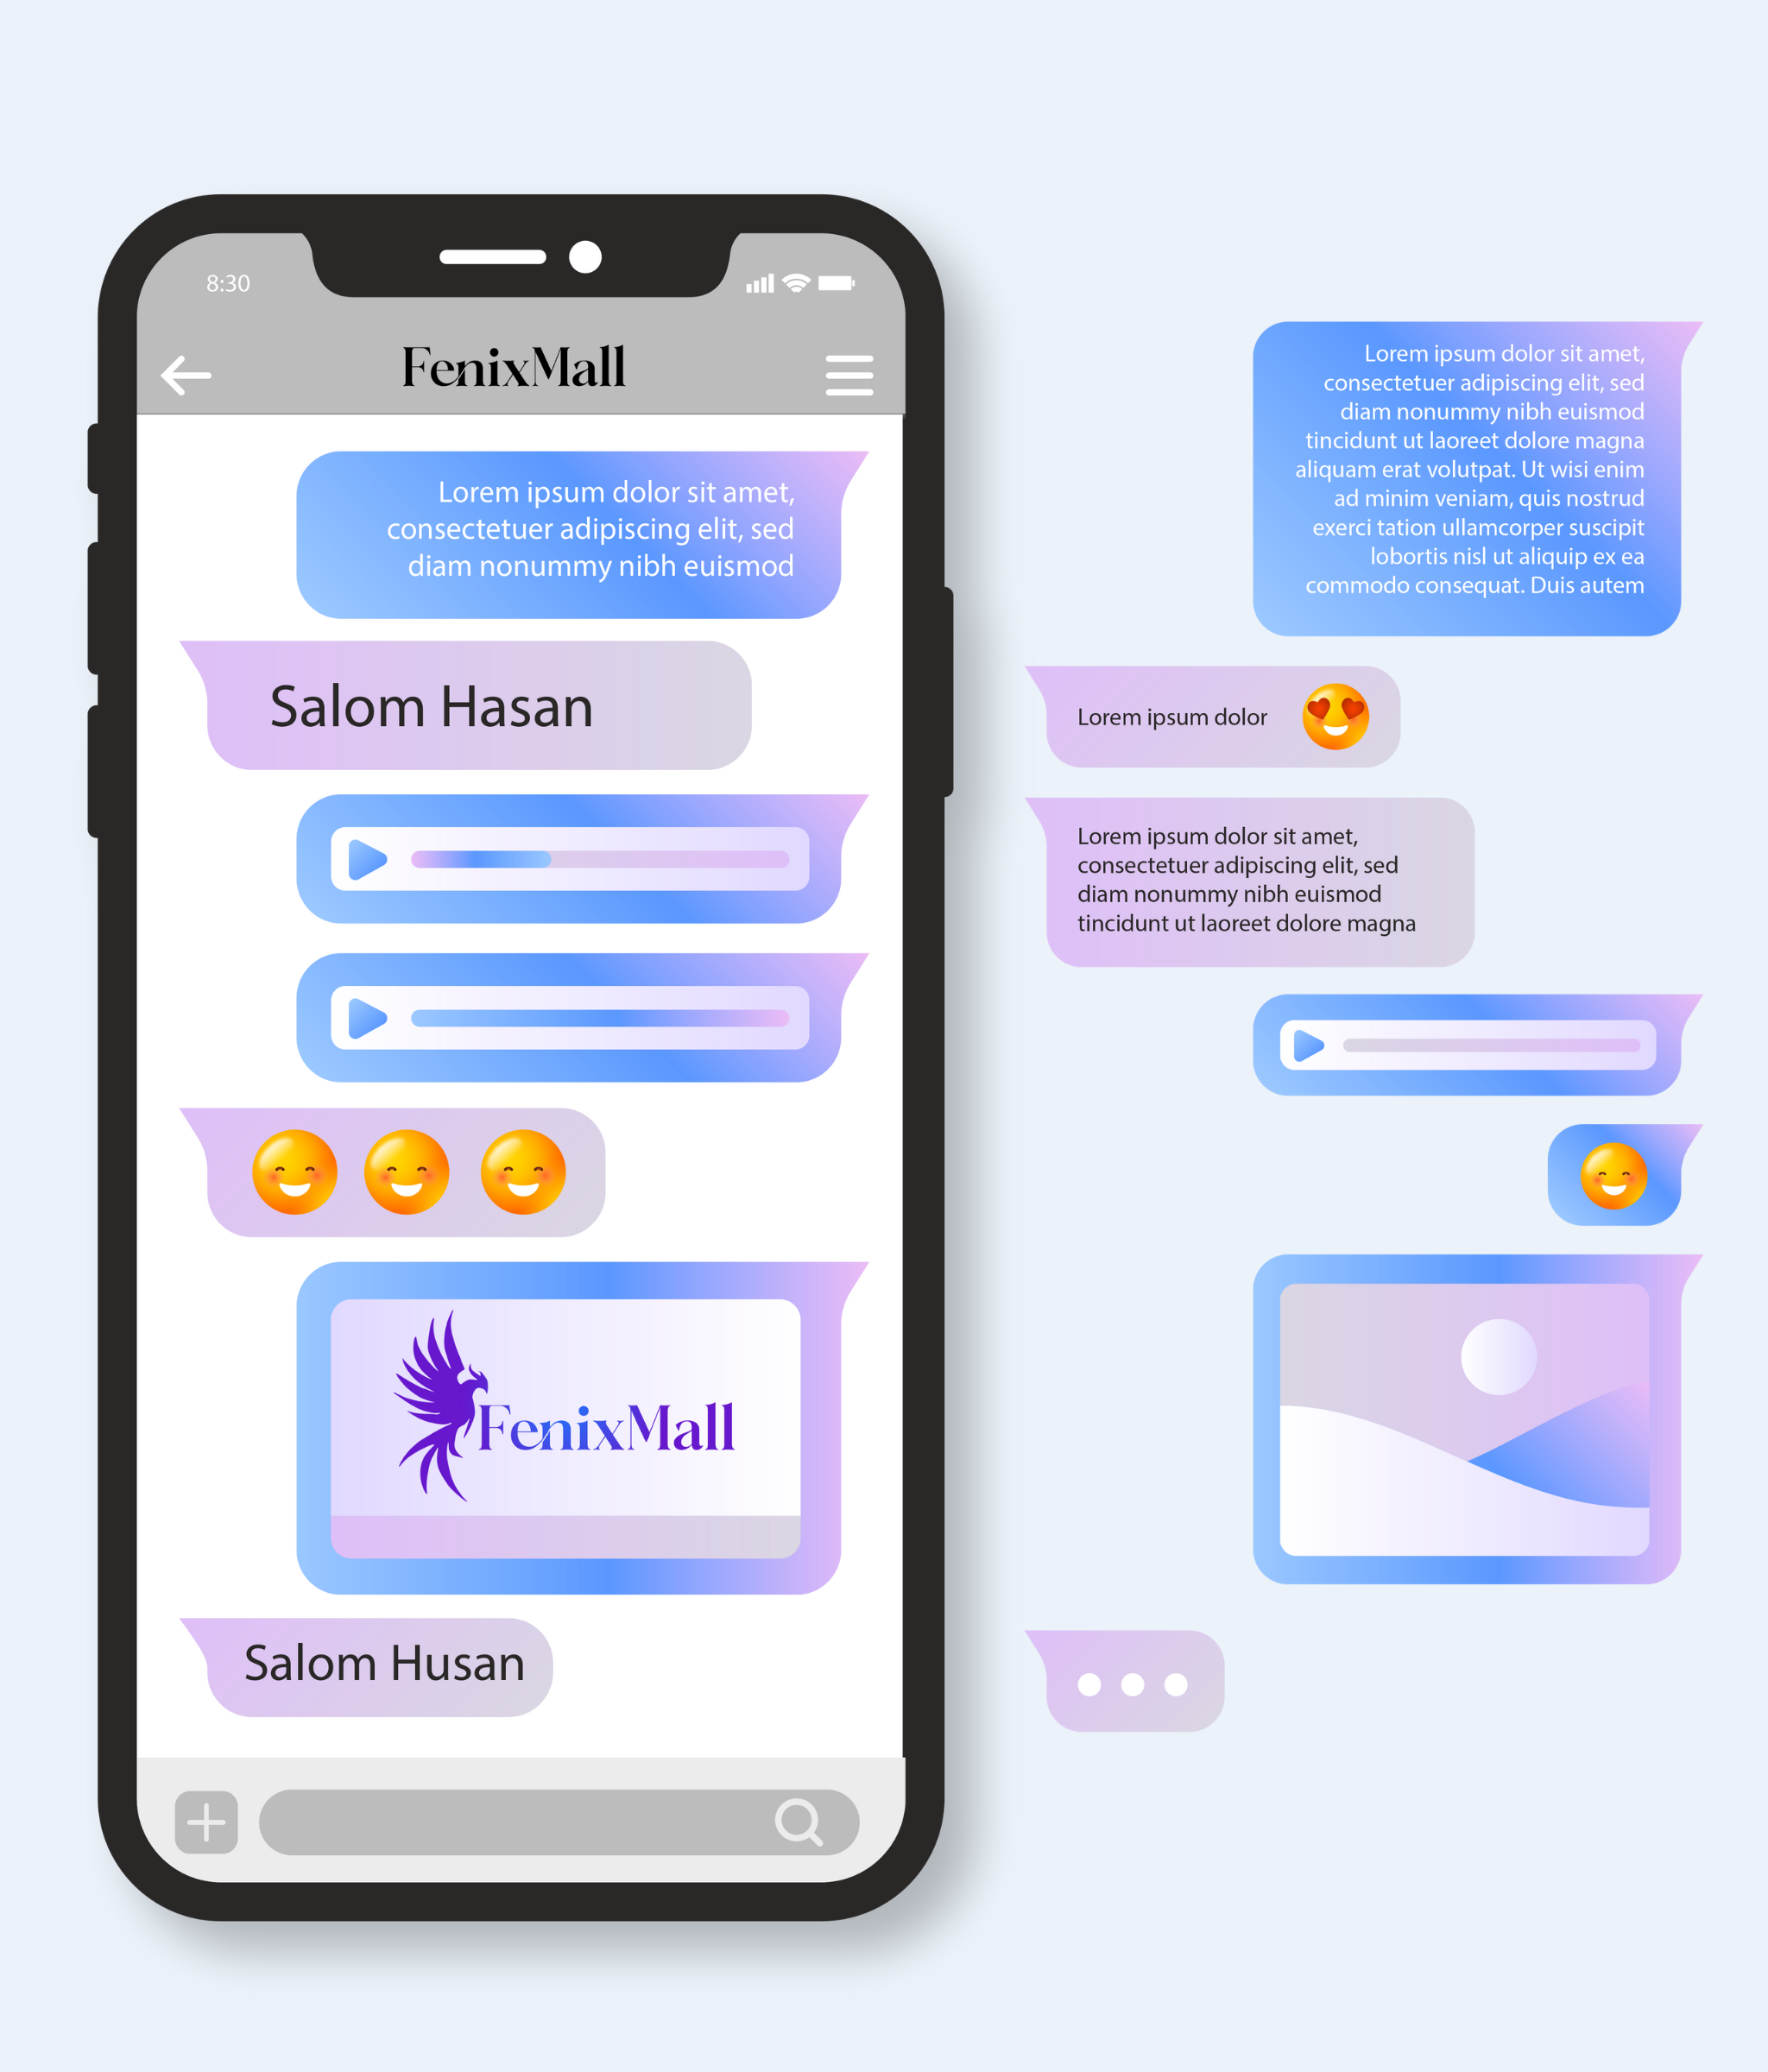 8:30
FenixMall
Lorem ipsum dolor sit amet,
consectetuer adipiscing elit, sed
diam nonummy nibh euismod
Salom Hasan
FenixMall
Salom Husan
Lorem ipsum dolor sit amet,
consectetuer adipiscing elit, sed
diam nonummy nibh euismod
tincidunt ut laoreet dolore magna
aliquam erat volutpat. Ut wisi enim
ad minim veniam, quis nostrud
exerci tation ullamcorper suscipit
lobortis nisl ut aliquip ex ea
commodo consequat. Duis autem
Lorem ipsum dolor
Lorem ipsum dolor sit amet,
consectetuer adipiscing elit, sed
diam nonummy nibh euismod
tincidunt ut laoreet dolore magna